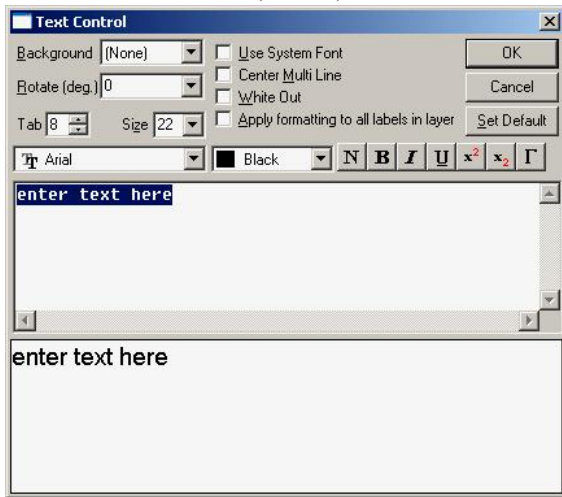 Text Control
Background (None)
Use System Font
OK
Center Multi Line
Rotate (deg.) 0
White Out
Cancel
Tab 8 Size 22
Apply formatting to all labels in layer
Set Default
Arial Black N B I U x² x₂ Γ
enter text here
enter text here